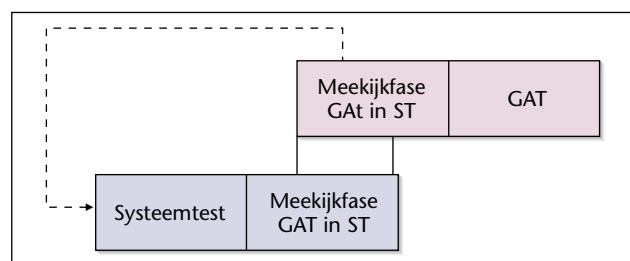 Meekijkfase
GAt in ST
GAT
Systeemtest
Meekijkfase
GAT in ST